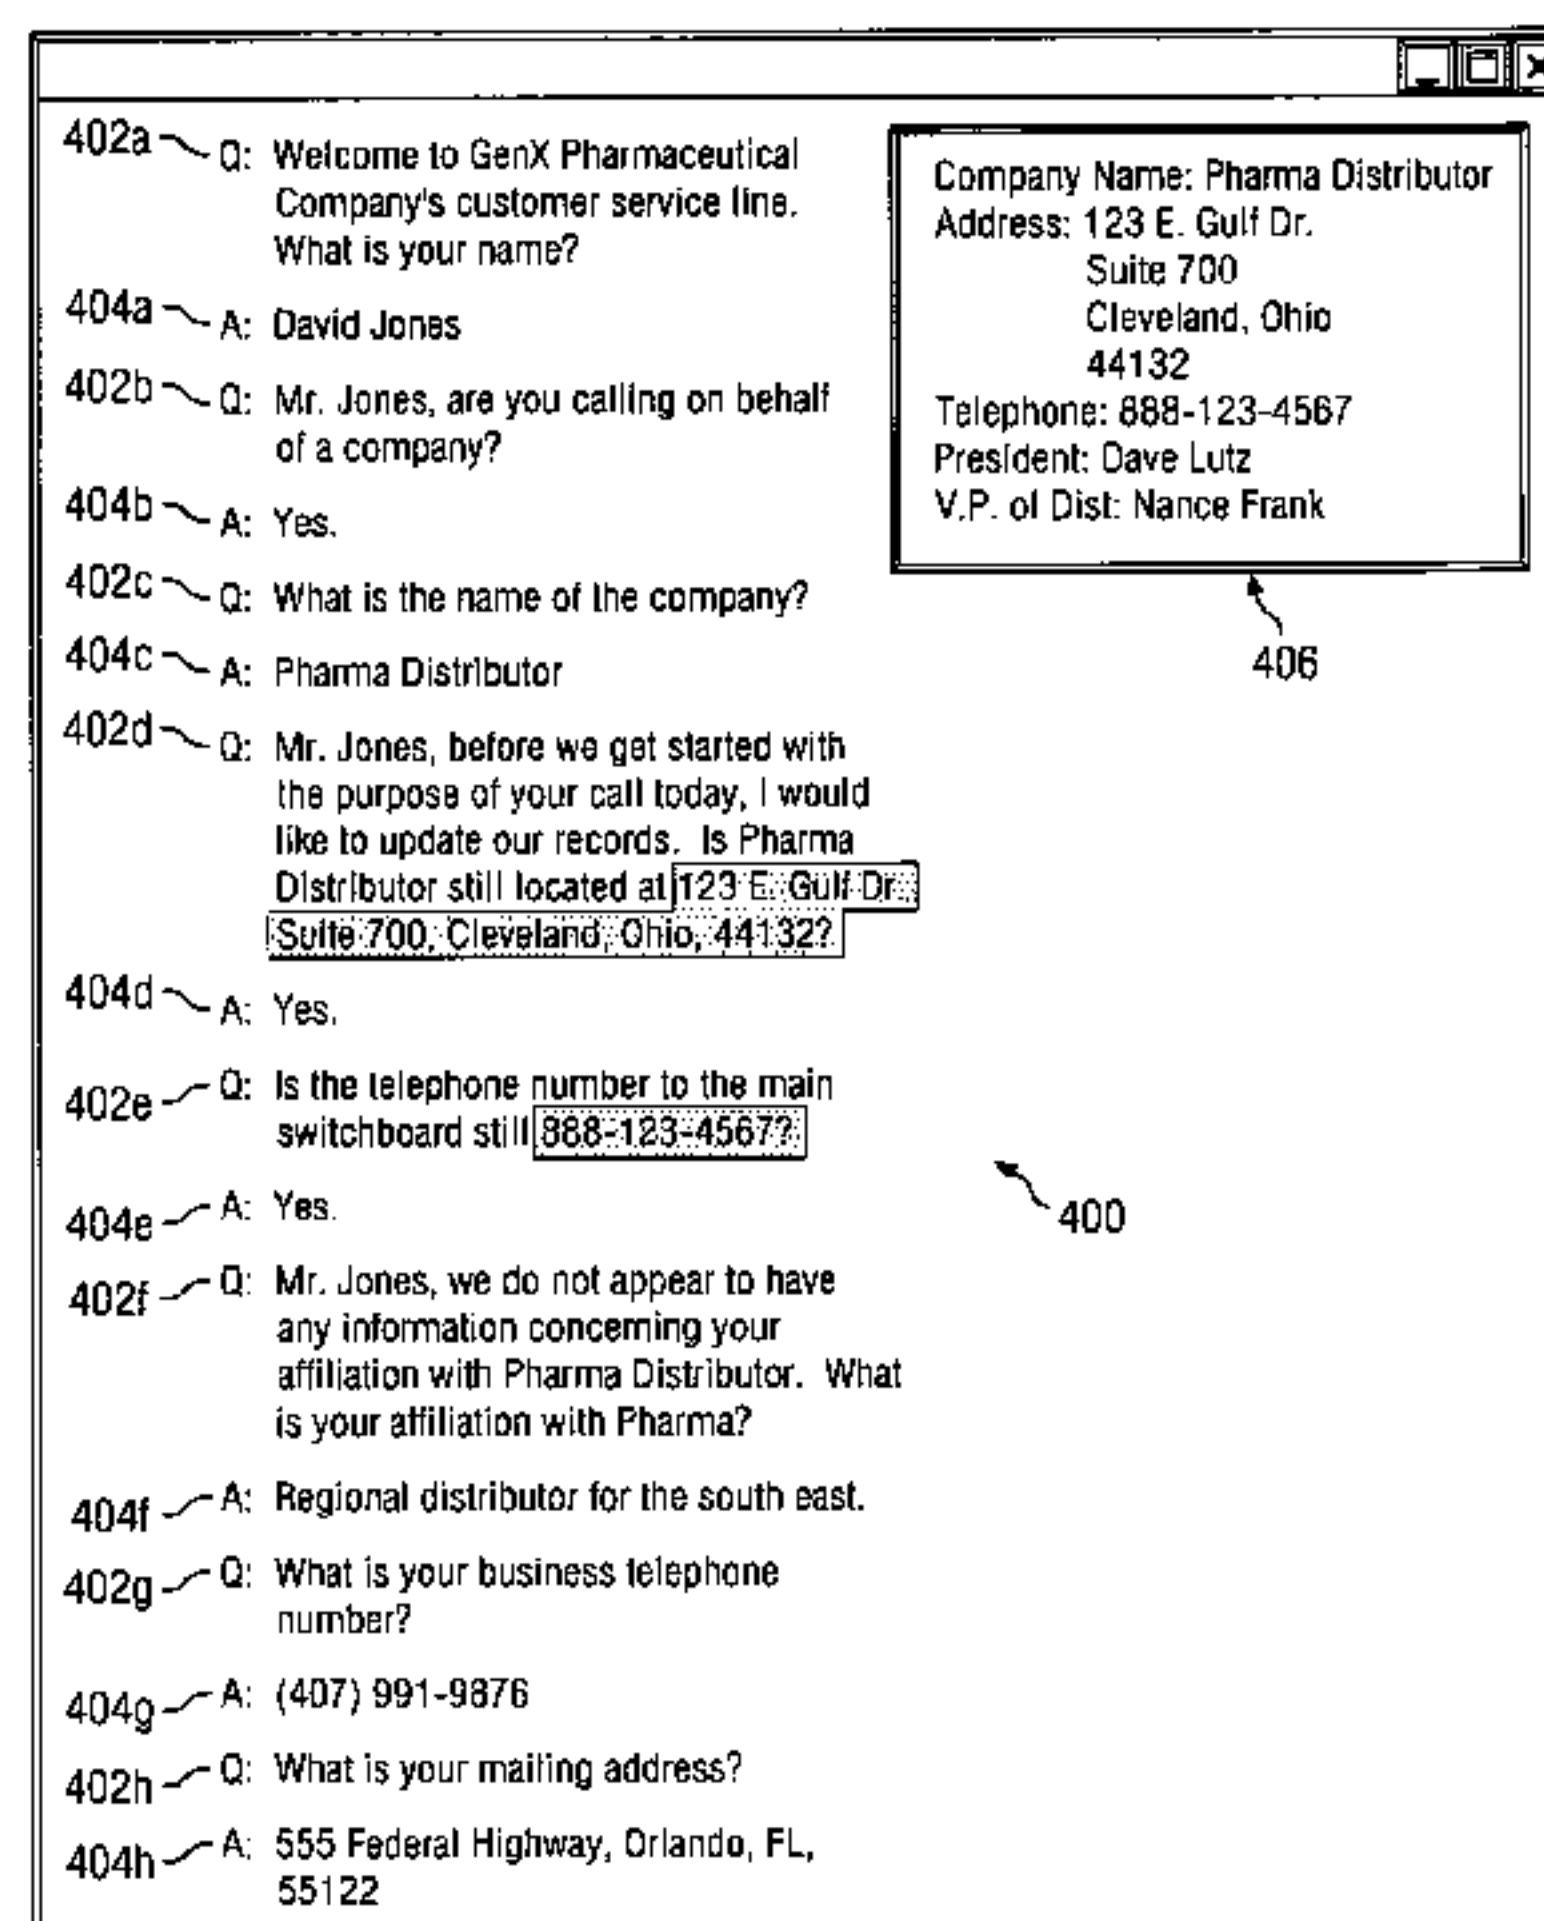 402a Q: Welcome to GenX Pharmaceutical
Company's customer service line.
What is your name?
404a A: David Jones
402b Q: Mr. Jones, are you calling on behalf
of a company?
404b A: Yes.
402c Q: What is the name of the company?
404c A: Pharma Distributor
402d Q: Mr. Jones, before we get started with
the purpose of your call today, I would
like to update our records. Is Pharma
Distributor still located at 123 E. Gulf Dr.
Suite 700, Cleveland, Ohio, 44132?
404d A: Yes.
402e Q: Is the telephone number to the main
switchboard still 888-123-4567?
404e A: Yes.
402f Q: Mr. Jones, we do not appear to have
any information concerning your
affiliation with Pharma Distributor. What
is your affiliation with Pharma?
404f A: Regional distributor for the south east.
402g Q: What is your business telephone
number?
404g A: (407) 991-9876
402h Q: What is your mailing address?
404h A: 555 Federal Highway, Orlando, FL,
55122
Company Name: Pharma Distributor
Address: 123 E. Gulf Dr.
Suite 700
Cleveland, Ohio
44132
Telephone: 888-123-4567
President: Dave Lutz
V.P. of Dist: Nance Frank
406
400